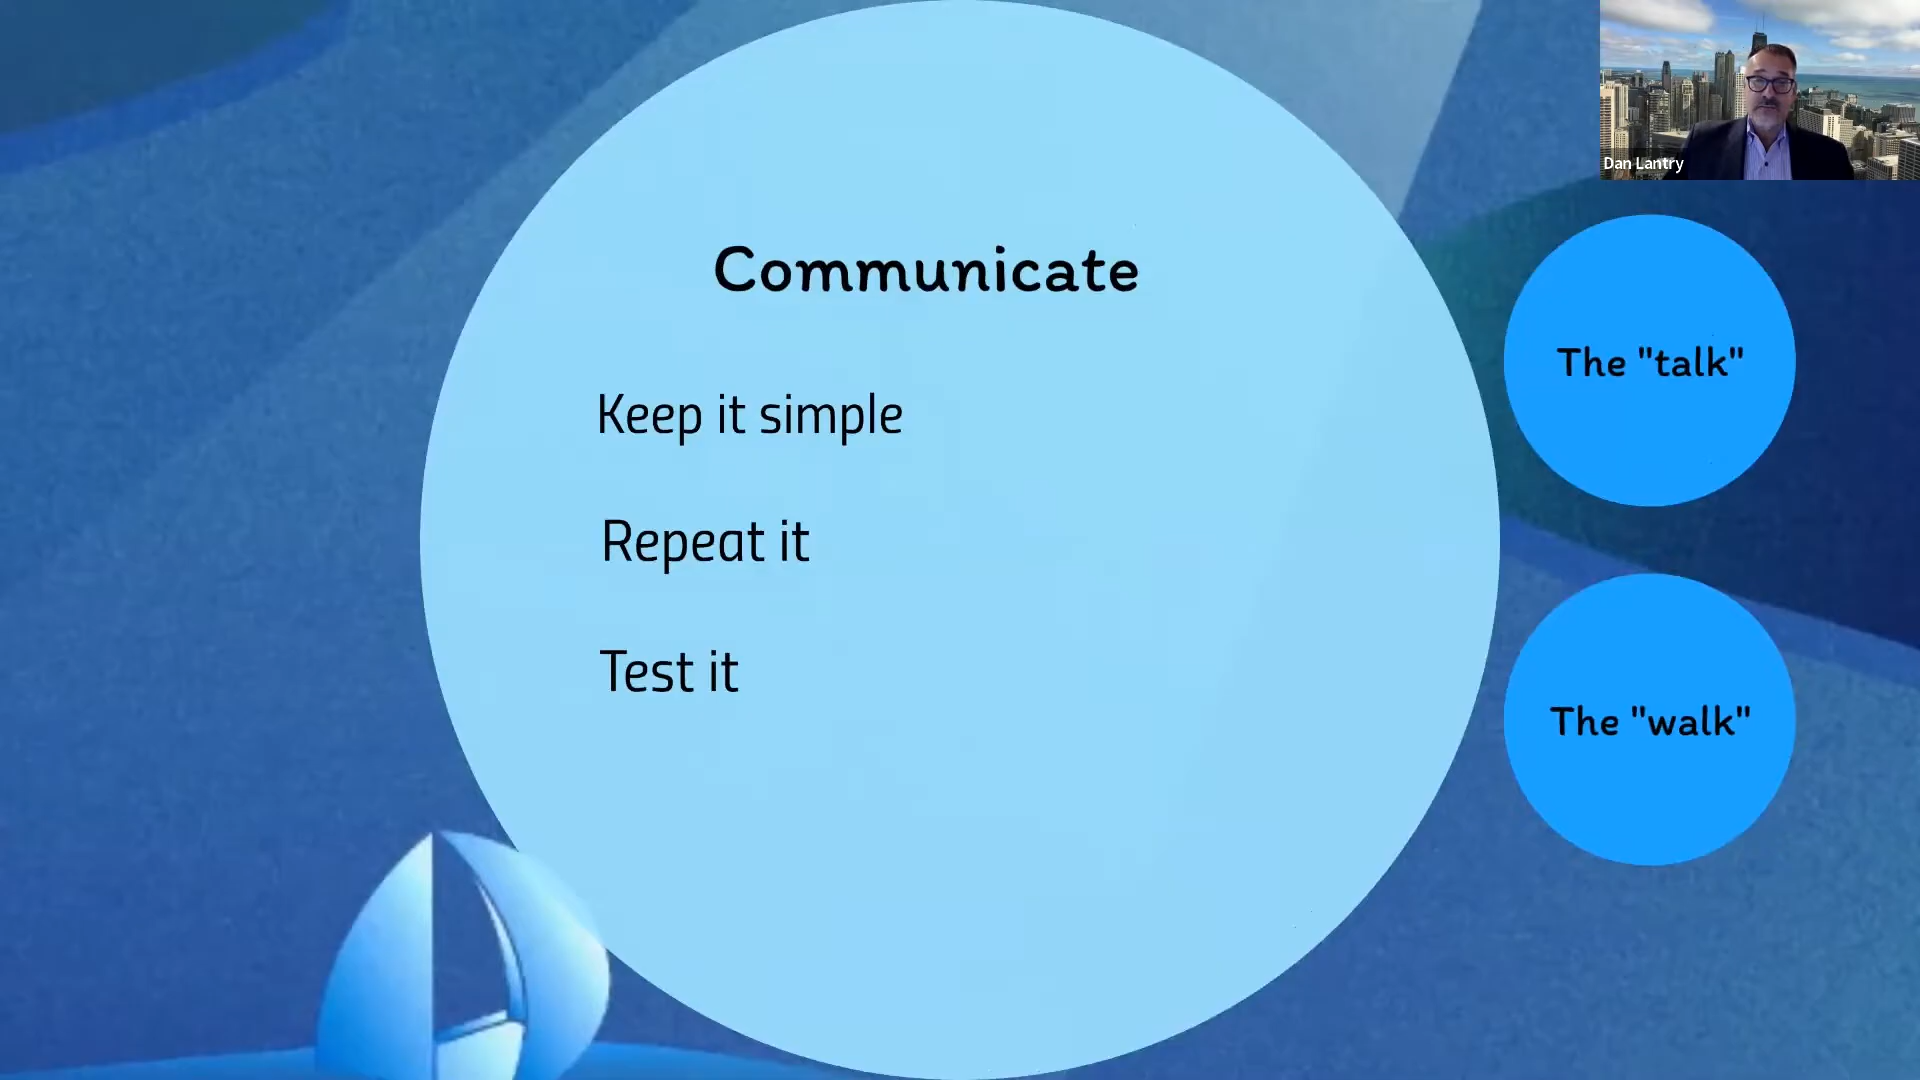 Communicate
Keep it simple
Repeat it
Test it
Dan Lantry
The "talk"
The "walk"